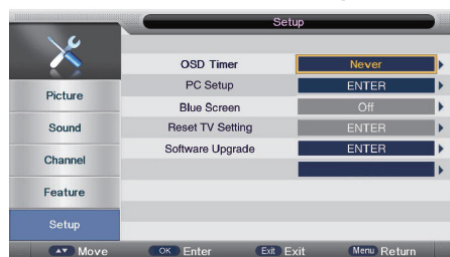 Setup
OSD Timer Never
PC Setup ENTER
Blue Screen Off
Reset TV Setting ENTER
Software Upgrade ENTER
Picture
Sound
Channel
Feature
Setup
Move OK Enter Exit Exit Menu Return